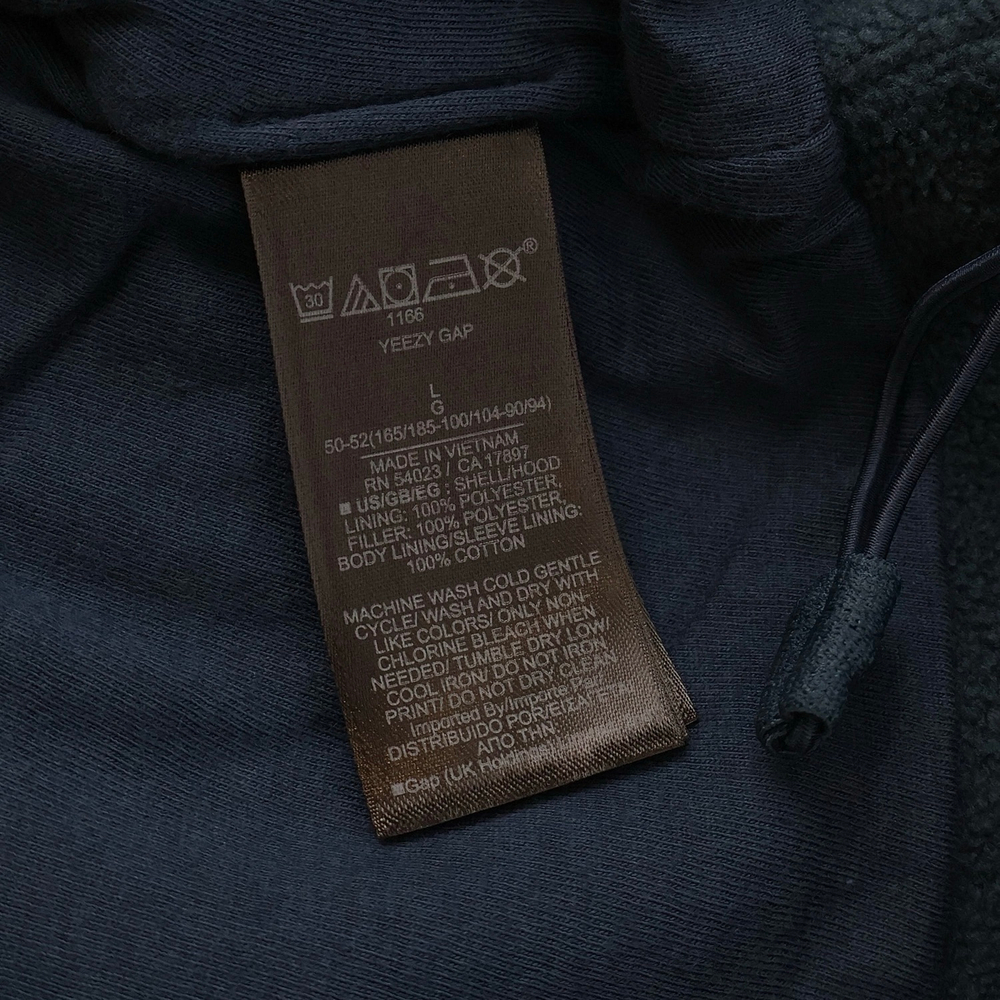 30
®
1166
YEEZY GAP
L
G
50-52(165/185-100/104-90/94)
MADE IN VIETNAM
RN 54023 / CA 17897
■ US/GB/EG : SHELL/HOOD
LINING: 100% POLYESTER,
FILLER: 100% POLYESTER,
BODY LINING/SLEEVE LINING:
100% COTTON
MACHINE WASH COLD GENTLE
CYCLE/ WASH AND DRY WITH
LIKE COLORS/ ONLY NON-
CHLORINE BLEACH WHEN
NEEDED/ TUMBLE DRY LOW/
COOL IRON/ DO NOT IRON
PRINT/ DO NOT DRY CLEAN
Imported By/Importe
DISTRIBUIDO POR/ΕΙΣΑ
ΑΠΟ ΤΗΝ
■Gap (UK Holdings)